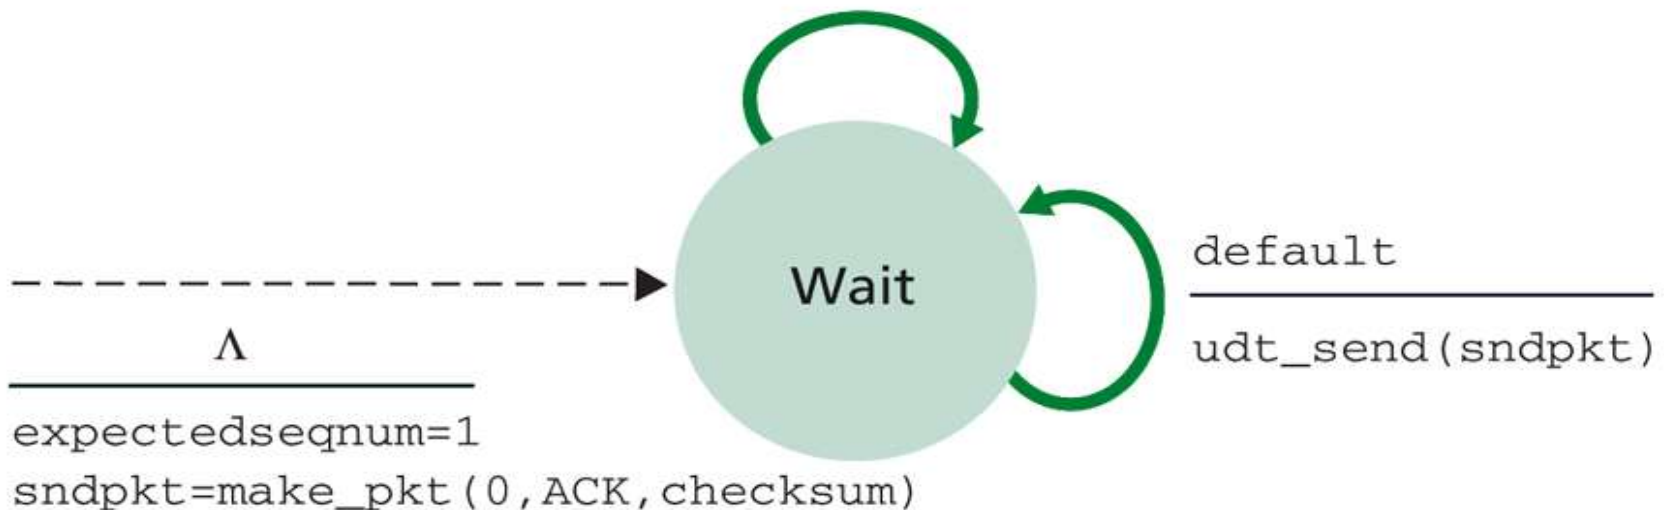 Wait
default
udt_send(sndpkt)
Λ
expectedseqnum=1
sndpkt=make_pkt(0,ACK,checksum)